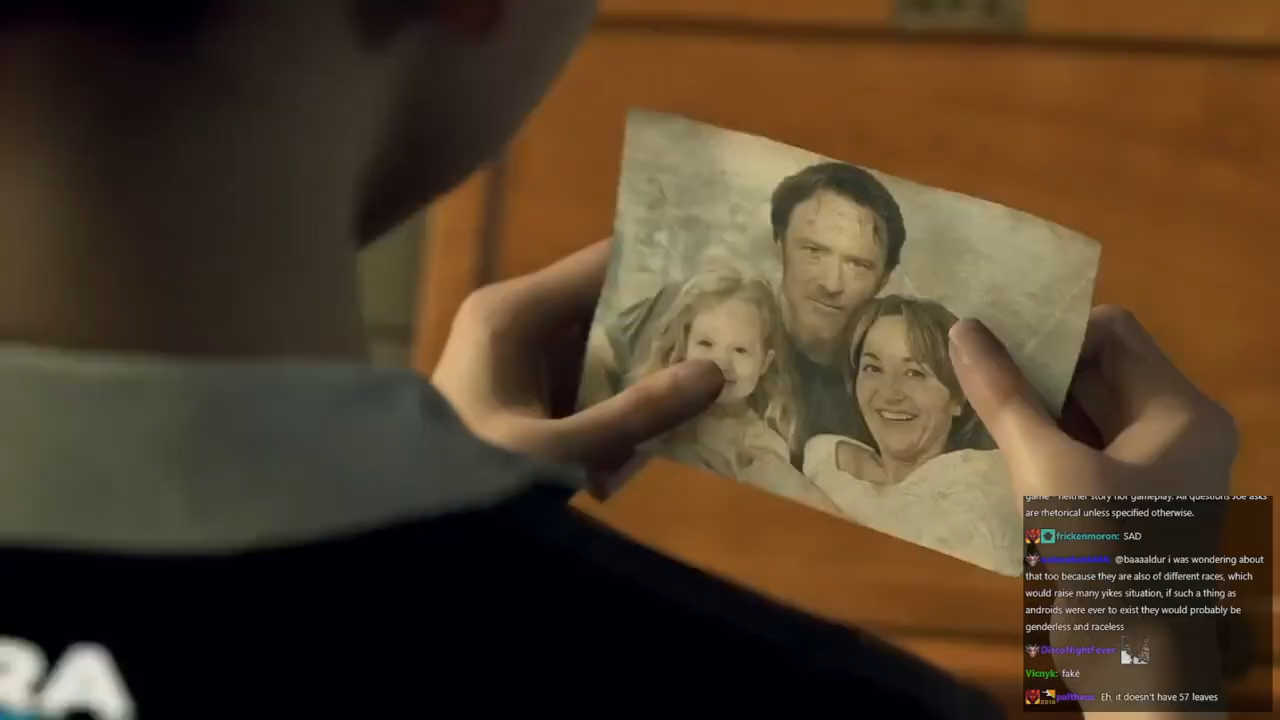 game - neither story nor gameplay. All questions Joe asks
are rhetorical unless specified otherwise.
frickenmoron: SAD
@baaaaldur i was wondering about
that too because they are also of different races, which
would raise many yikes situation, if such a thing as
androids were ever to exist they would probably be
genderless and raceless
DiscoNightFever
Vicnyk: faké
paltheus: Eh, it doesn't have 57 leaves
RA